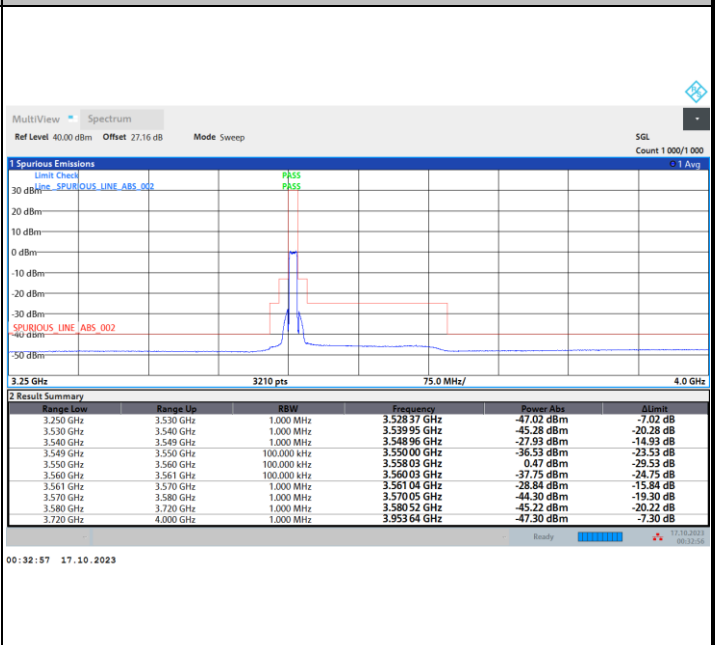 MultiView Spectrum
Ref Level 40.00 dBm Offset 27.16 dB Mode Sweep SGL
Count 1 000/1 000
1 Spurious Emissions 1 Avg
Limit Check PASS
30 dBm Line _SPURIOUS_LINE_ABS_002 PASS
20 dBm
10 dBm
0 dBm
-10 dBm
-20 dBm
-30 dBm
SPURIOUS_LINE_ABS_002
-40 dBm
-50 dBm
3.25 GHz 3210 pts 75.0 MHz/ 4.0 GHz
2 Result Summary
Range Low Range Up RBW Frequency Power Abs ΔLimit
3.250 GHz 3.530 GHz 1.000 MHz 3.528 37 GHz -47.02 dBm -7.02 dB
3.530 GHz 3.540 GHz 1.000 MHz 3.539 95 GHz -45.28 dBm -20.28 dB
3.540 GHz 3.549 GHz 1.000 MHz 3.548 96 GHz -27.93 dBm -14.93 dB
3.549 GHz 3.550 GHz 100.000 kHz 3.550 00 GHz -36.53 dBm -23.53 dB
3.550 GHz 3.560 GHz 100.000 kHz 3.558 03 GHz 0.47 dBm -29.53 dB
3.560 GHz 3.561 GHz 100.000 kHz 3.560 03 GHz -37.75 dBm -24.75 dB
3.561 GHz 3.570 GHz 1.000 MHz 3.561 04 GHz -28.84 dBm -15.84 dB
3.570 GHz 3.580 GHz 1.000 MHz 3.570 05 GHz -44.30 dBm -19.30 dB
3.580 GHz 3.720 GHz 1.000 MHz 3.580 52 GHz -45.22 dBm -20.22 dB
3.720 GHz 4.000 GHz 1.000 MHz 3.953 64 GHz -47.30 dBm -7.30 dB
Ready 17.10.2023
00:32:56
00:32:57 17.10.2023